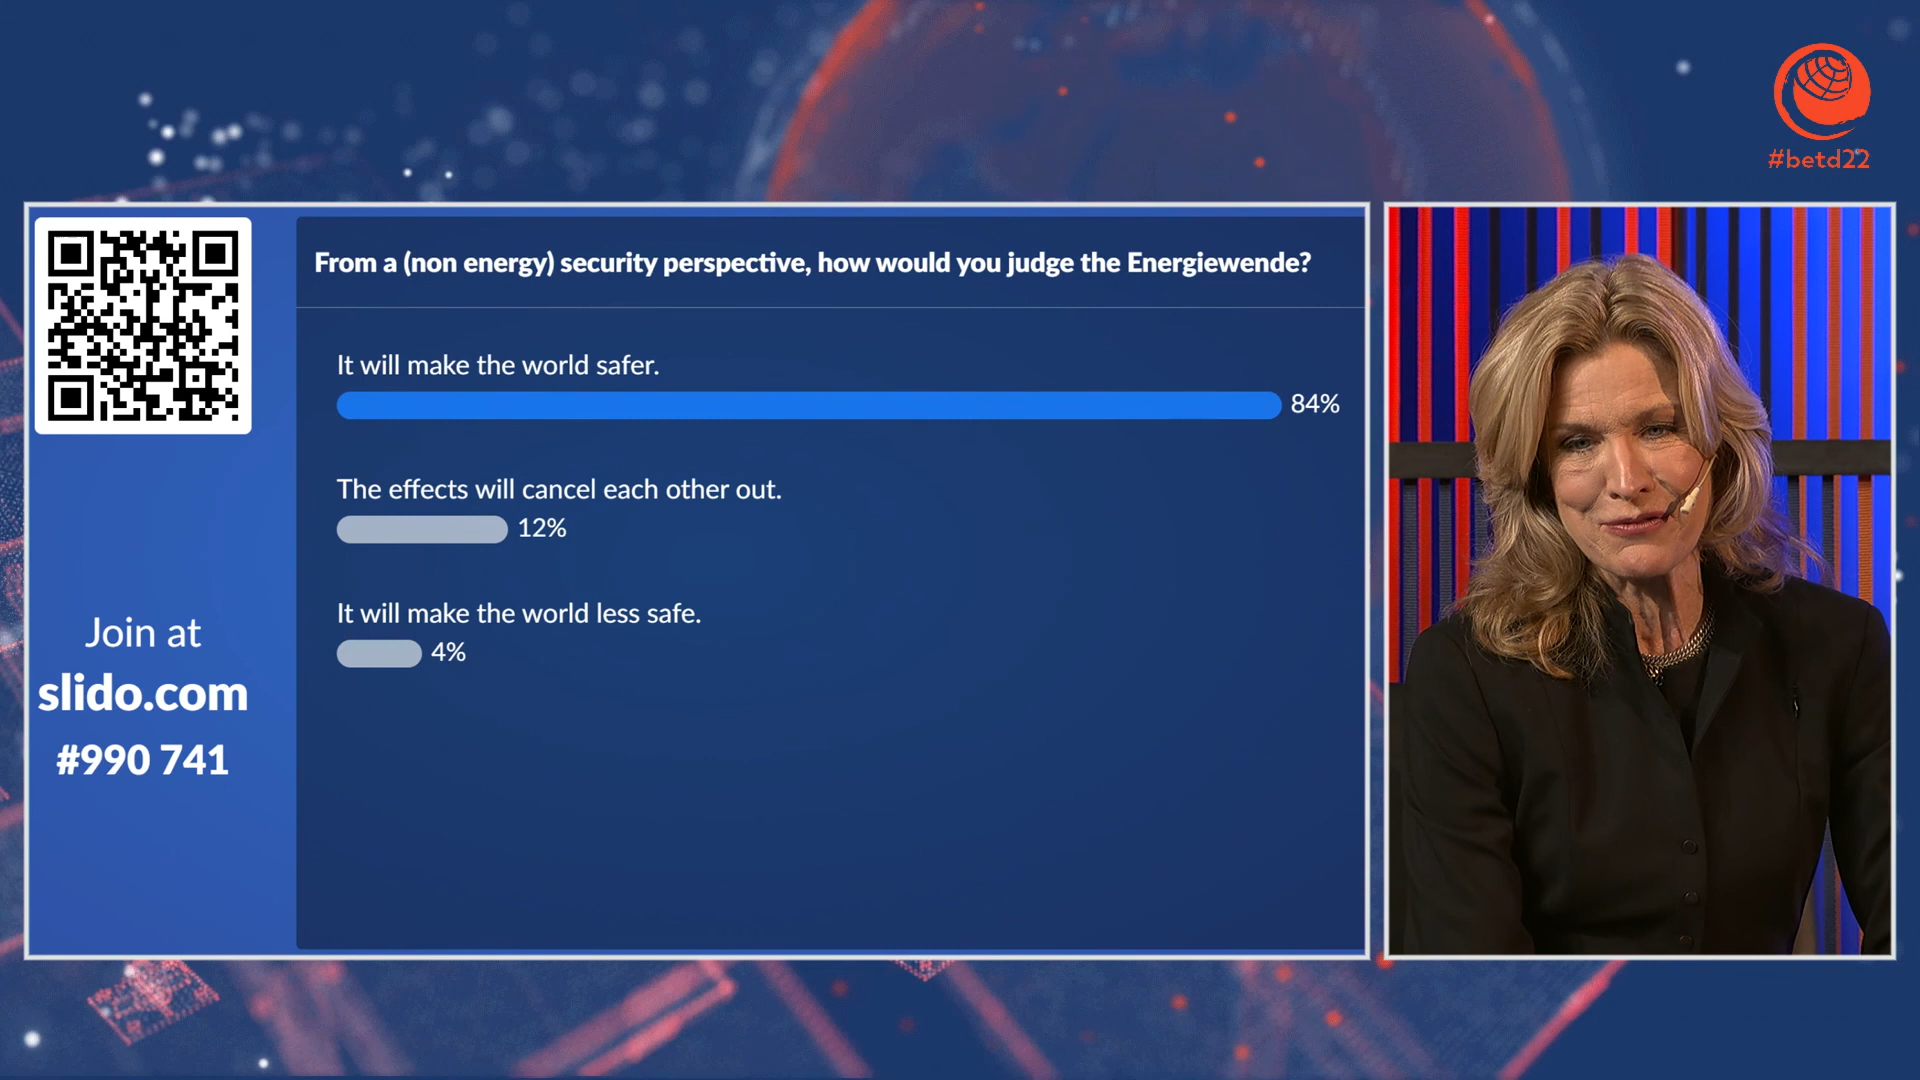 #betd22
From a (non energy) security perspective, how would you judge the Energiewende?
It will make the world safer.
84%
The effects will cancel each other out.
12%
It will make the world less safe.
4%
Join at
slido.com
#990 741